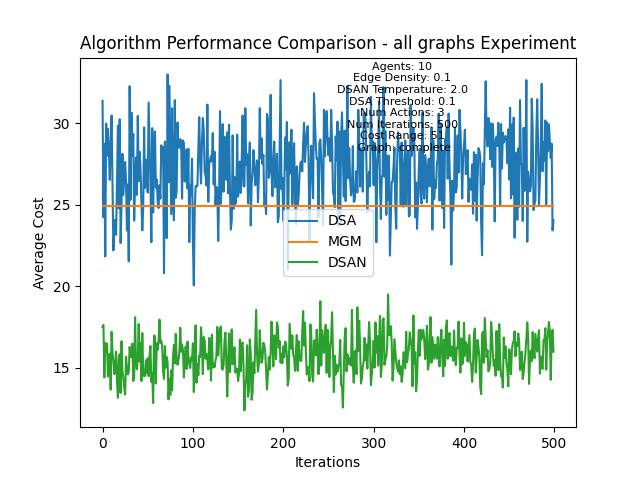 Algorithm Performance Comparison - all graphs Experiment
Agents: 10
Edge Density: 0.1
DSAN Temperature: 2.0
DSA Threshold: 0.1
Num Actions: 3
Num Iterations: 500
Cost Range: 51
Graph: complete
Average Cost
30
25
20
15
DSA
MGM
DSAN
0
100
200
300
400
500
Iterations